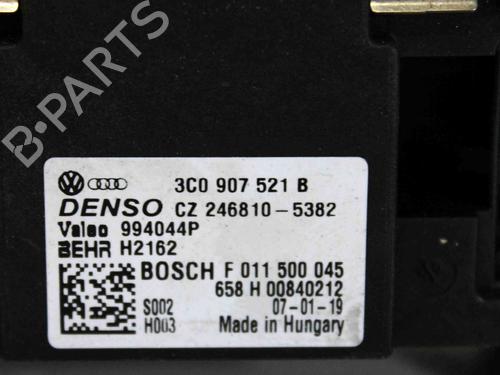 B-PARTS
3C0 907 521 B
DENSO CZ 246810-5382
Valeo 994044P
BEHR H2162
BOSCH F 011 500 045
658 H 00840212
S002 07-01-19
H003 Made in Hungary